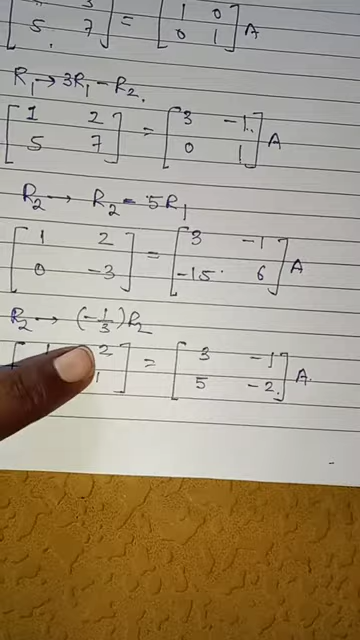 5 7 = 1 0 A
0 1
R₁ → 3R₁ − R₂.
[1 2] = [3 −1] A
[5 7] [0 1]
R₂ → R₂ − 5R₁
[1 2] = [3 −1] A
[0 −3] [−15 6]
R₂ → (−1/3) R₂
2 = [3 −1] A.
1 [5 −2]